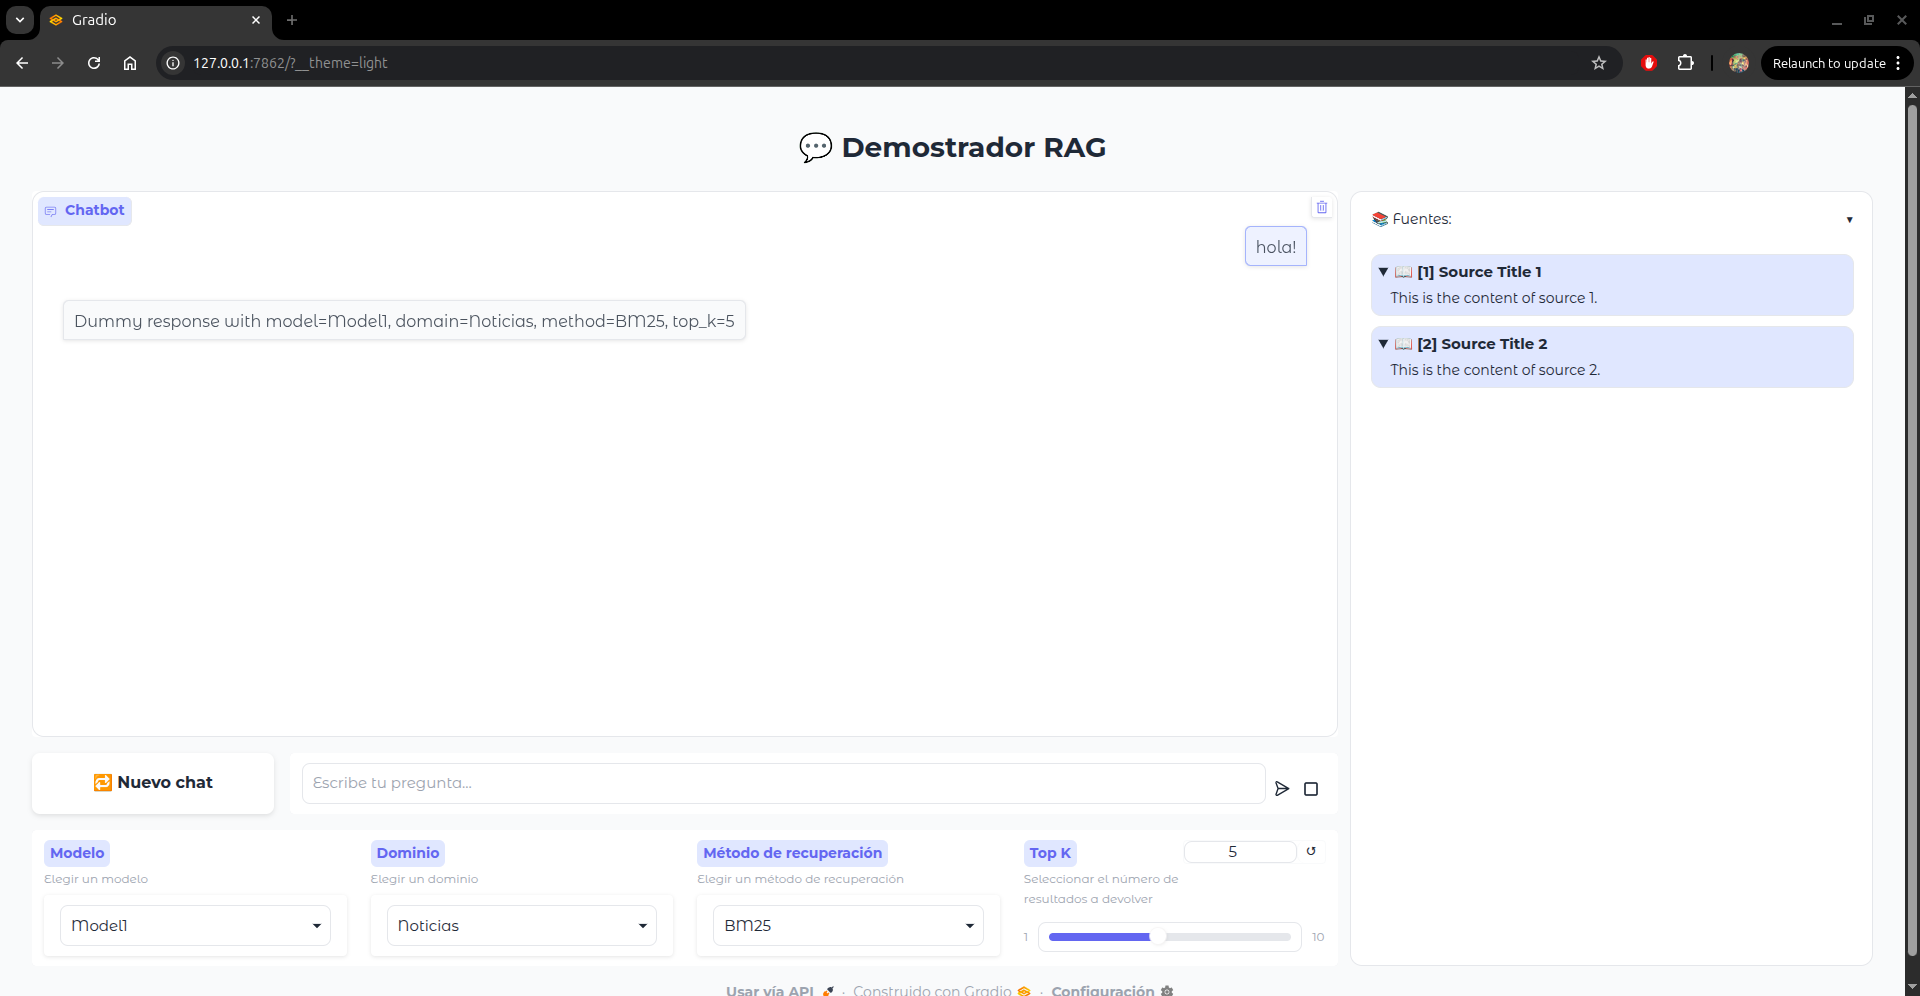 Gradio
127.0.0.1:7862/?__theme=light
Relaunch to update
Demostrador RAG
Chatbot
hola!
Dummy response with model=Model1, domain=Noticias, method=BM25, top_k=5
Fuentes:
[1] Source Title 1
This is the content of source 1.
[2] Source Title 2
This is the content of source 2.
Nuevo chat
Escribe tu pregunta...
Modelo
Elegir un modelo
Model1
Dominio
Elegir un dominio
Noticias
Método de recuperación
Elegir un método de recuperación
BM25
Top K
5
Seleccionar el número de
resultados a devolver
1
10
Usar vía API · Construido con Gradio · Configuración